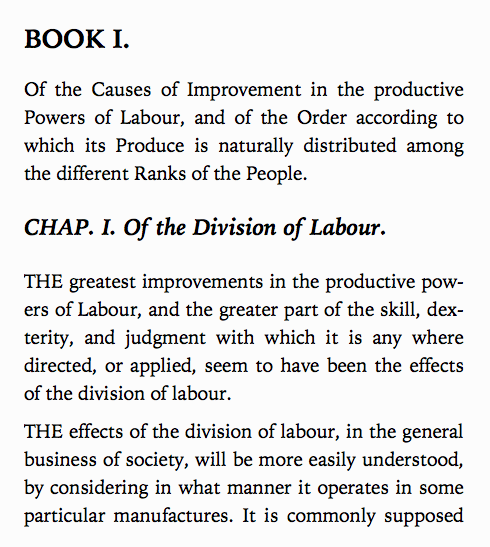 BOOK I.
Of the Causes of Improvement in the productive
Powers of Labour, and of the Order according to
which its Produce is naturally distributed among
the different Ranks of the People.
CHAP. I. Of the Division of Labour.
THE greatest improvements in the productive pow-
ers of Labour, and the greater part of the skill, dex-
terity, and judgment with which it is any where
directed, or applied, seem to have been the effects
of the division of labour.
THE effects of the division of labour, in the general
business of society, will be more easily understood,
by considering in what manner it operates in some
particular manufactures. It is commonly supposed